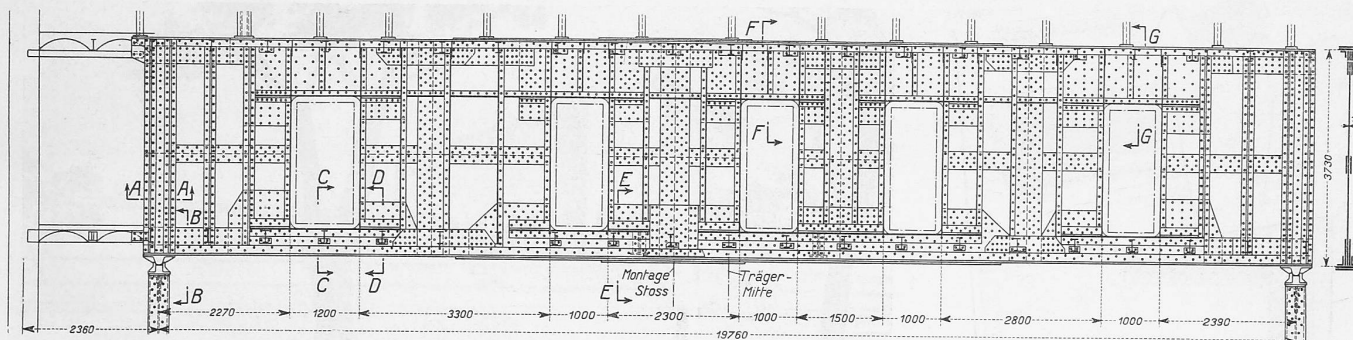 F
G
A
A
B
C
D
E
F
G
3730
C
D
E
B
Montage
Stoss
Träger-
Mitte
2360
2270
1200
3300
1000
2300
1000
1500
1000
2800
1000
2390
19760